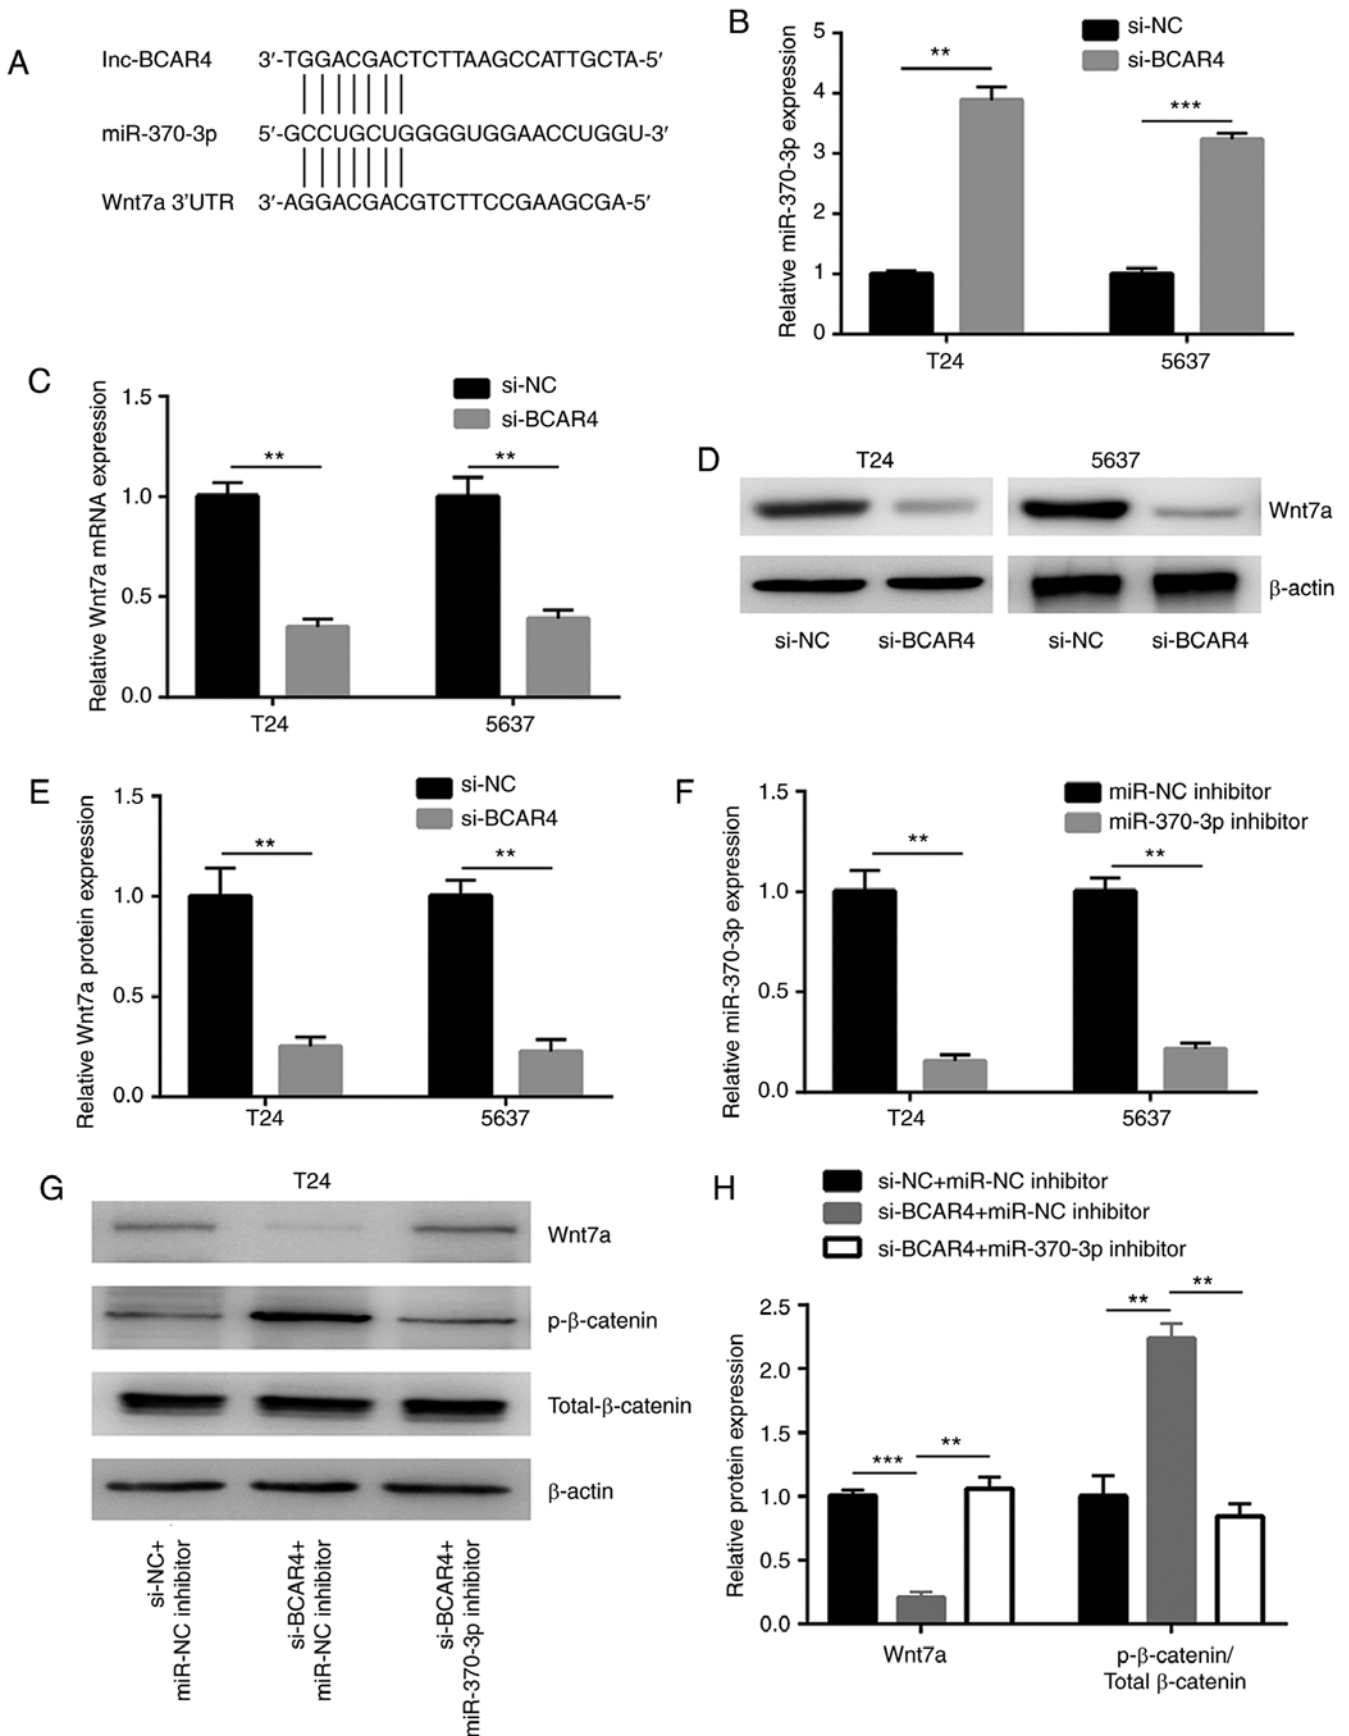 A
lnc-BCAR4 3′-TGGACGACTCTTAAGCCATTGCTA-5′
miR-370-3p 5′-GCCUGCUGGGGUGGAACCUGGU-3′
Wnt7a 3'UTR 3′-AGGACGACGTCTTCCGAAGCGA-5′
B
si-NC
si-BCAR4
Relative miR-370-3p expression
5
4
3
2
1
0
**
***
T24
5637
C
si-NC
si-BCAR4
Relative Wnt7a mRNA expression
1.5
1.0
0.5
0.0
**
**
T24
5637
D
T24 5637
Wnt7a
β-actin
si-NC si-BCAR4 si-NC si-BCAR4
E
si-NC
si-BCAR4
Relative Wnt7a protein expression
1.5
1.0
0.5
0.0
**
**
T24
5637
F
miR-NC inhibitor
miR-370-3p inhibitor
Relative miR-370-3p expression
1.5
1.0
0.5
0.0
**
**
T24
5637
G
T24
Wnt7a
p-β-catenin
Total-β-catenin
β-actin
si-NC+
miR-NC inhibitor
si-BCAR4+
miR-NC inhibitor
si-BCAR4+
miR-370-3p inhibitor
H
si-NC+miR-NC inhibitor
si-BCAR4+miR-NC inhibitor
si-BCAR4+miR-370-3p inhibitor
Relative protein expression
2.5
2.0
1.5
1.0
0.5
0.0
***
**
**
**
Wnt7a
p-β-catenin/
Total β-catenin